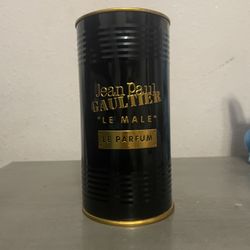 Jean Paul
GAULTIER
"LE MALE"
LE PARFUM